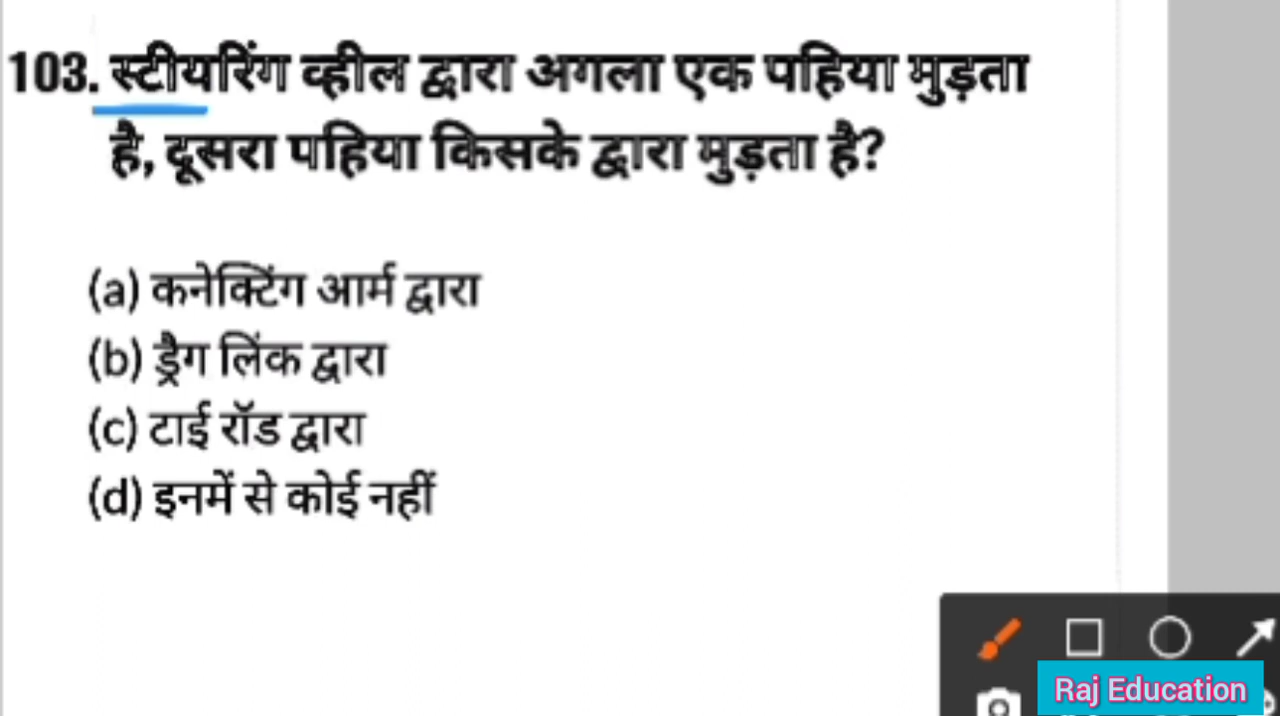 103. स्टीयरिंग व्हील द्वारा अगला एक पहिया मुड़ता
है, दूसरा पहिया किसके द्वारा मुड़ता है?
(a) कनेक्टिंग आर्म द्वारा
(b) ड्रैग लिंक द्वारा
(c) टाई रॉड द्वारा
(d) इनमें से कोई नहीं
Raj Education